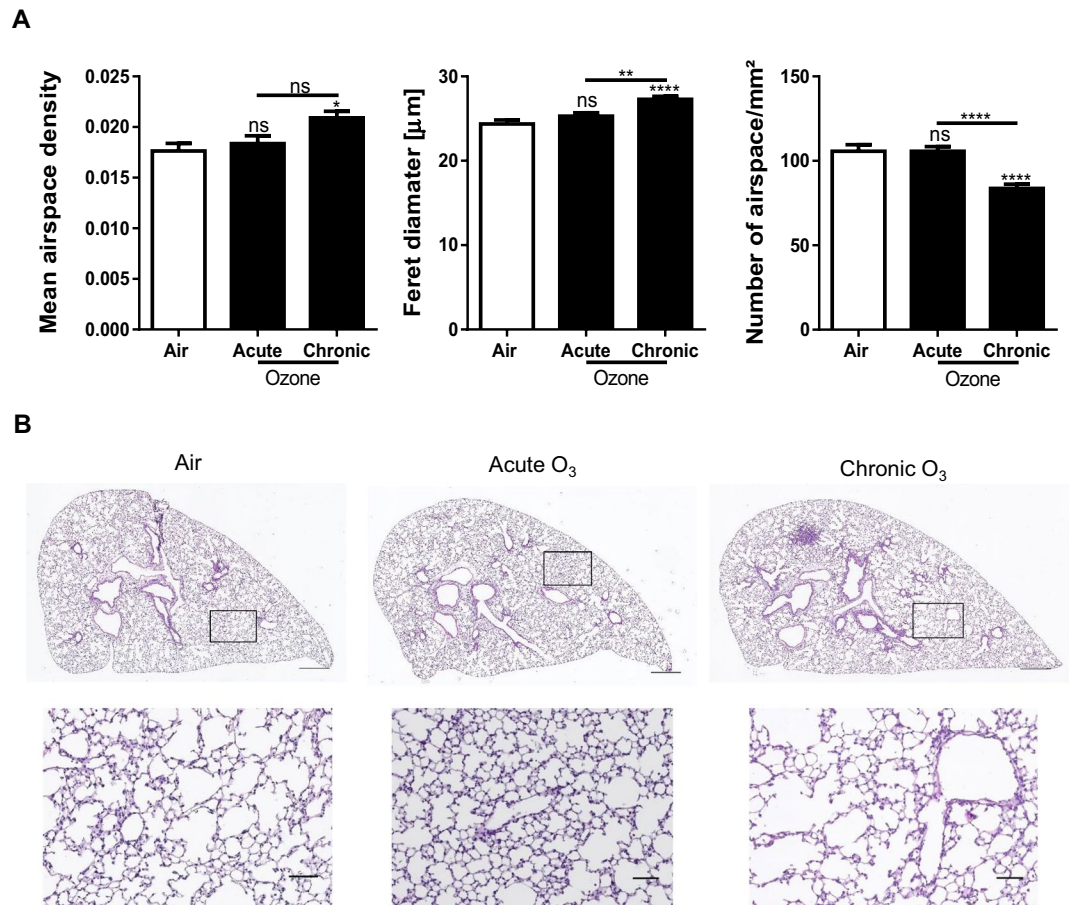 A
Mean airspace density
0.025
0.020
0.015
0.010
0.005
0.000
ns
ns
*
Air
Acute
Chronic
Ozone
Feret diamater [μm]
30
20
10
0
**
ns
****
Air
Acute
Chronic
Ozone
Number of airspace/mm²
150
100
50
0
****
ns
****
Air
Acute
Chronic
Ozone
B
Air
Acute O₃
Chronic O₃